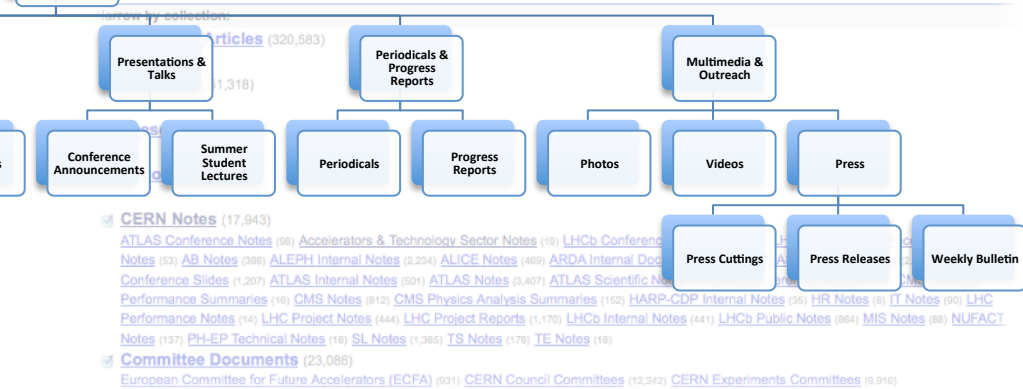 Narrow by collection:
Articles (320,583)
Presentations &
Talks
Periodicals &
Progress
Reports
Multimedia &
Outreach
Conference
Announcements
Summer
Student
Lectures
Periodicals
Progress
Reports
Photos
Videos
Press
Press Cuttings
Press Releases
Weekly Bulletin
CERN Notes (17,943)
ATLAS Conference Notes (98) Accelerators & Technology Sector Notes (19) LHCb
Notes (53) AB Notes (366) ALEPH Internal Notes (2,234) ALICE Notes (469) ARDA Internal
Conference Slides (1,207) ATLAS Internal Notes (501) ATLAS Notes (3,407) ATLAS Scientific
Performance Summaries (16) CMS Notes (812) CMS Physics Analysis Summaries (152) HARP-CDP Internal Notes (35) HR Notes (8) IT Notes (90) LHC
Performance Notes (14) LHC Project Notes (444) LHC Project Reports (1,170) LHCb Internal Notes (441) LHCb Public Notes (864) MIS Notes (88) NUFACT
Notes (137) PH-EP Technical Notes (18) SL Notes (1,385) TS Notes (178) TE Notes (18)
Committee Documents (23,086)
European Committee for Future Accelerators (ECFA) (931) CERN Council Committees (12,242) CERN Experiments Committees (9,916)